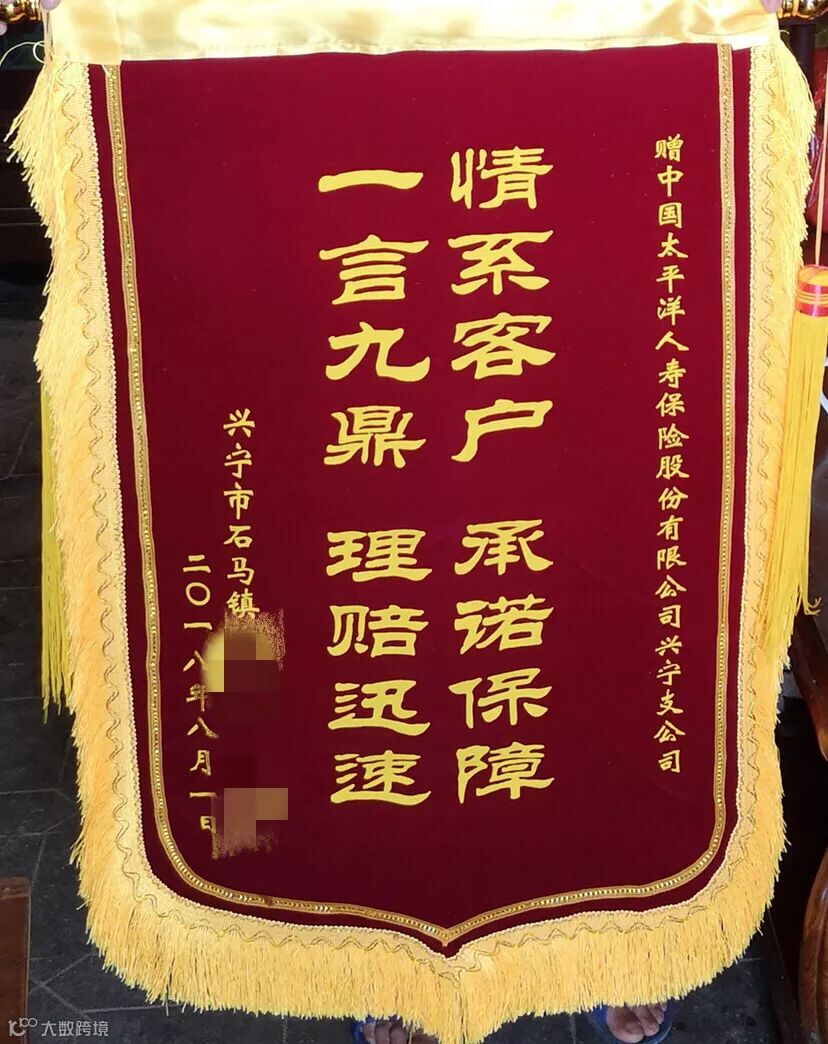 赠中国太平洋人寿保险股份有限公司兴宁支公司
情系客户 承诺保障
一言九鼎 理赔迅速
兴宁市石马镇
二〇一八年八月一日
大数跨境